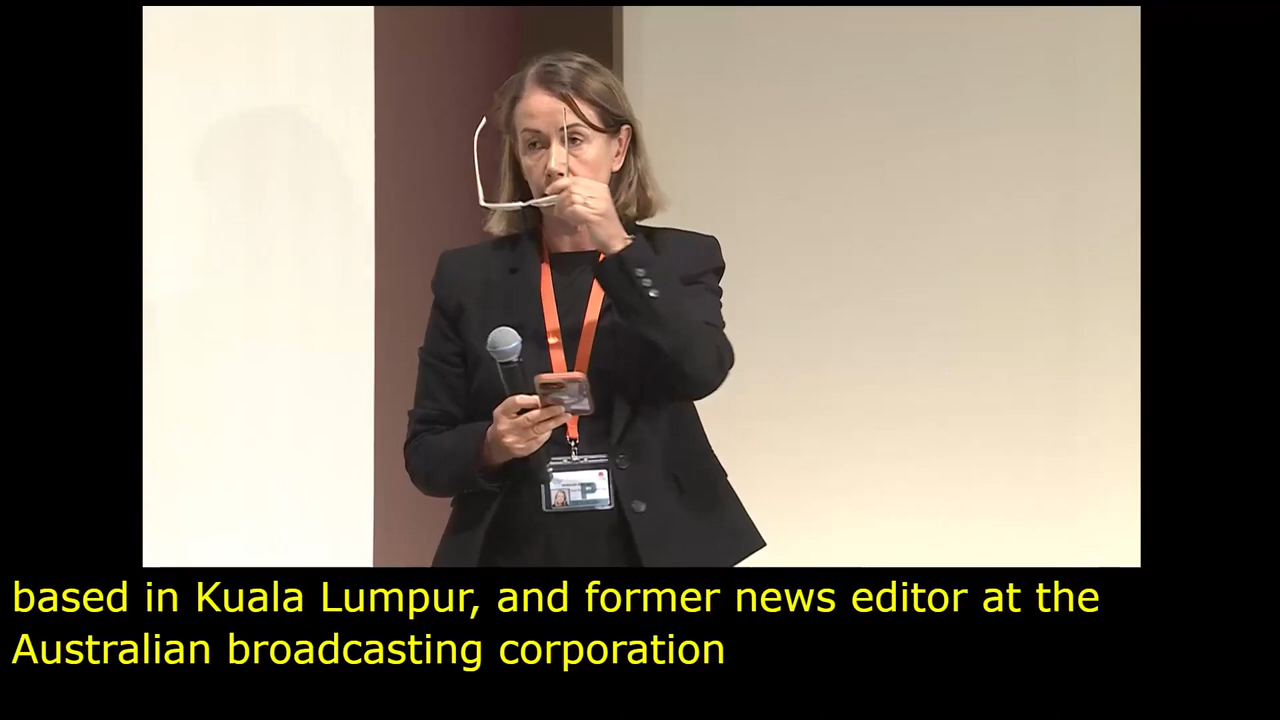 P
based in Kuala Lumpur, and former news editor at the
Australian broadcasting corporation